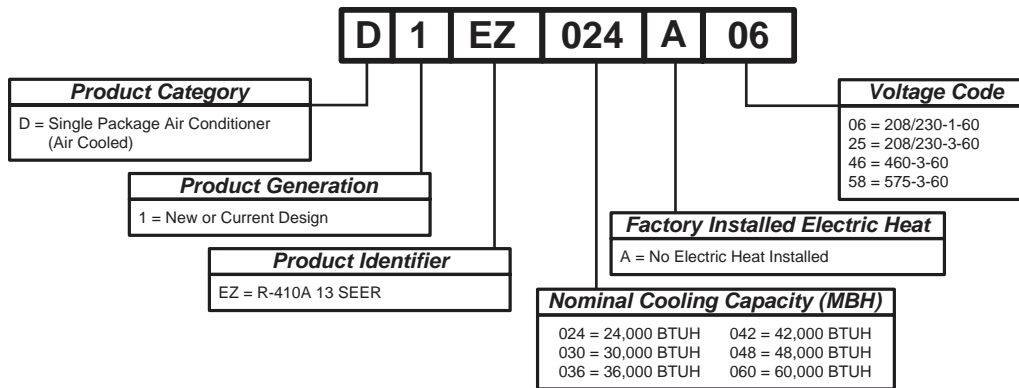 D 1 EZ 024 A 06
Product Category
D = Single Package Air Conditioner
(Air Cooled)
Product Generation
1 = New or Current Design
Product Identifier
EZ = R-410A 13 SEER
Nominal Cooling Capacity (MBH)
024 = 24,000 BTUH 042 = 42,000 BTUH
030 = 30,000 BTUH 048 = 48,000 BTUH
036 = 36,000 BTUH 060 = 60,000 BTUH
Factory Installed Electric Heat
A = No Electric Heat Installed
Voltage Code
06 = 208/230-1-60
25 = 208/230-3-60
46 = 460-3-60
58 = 575-3-60